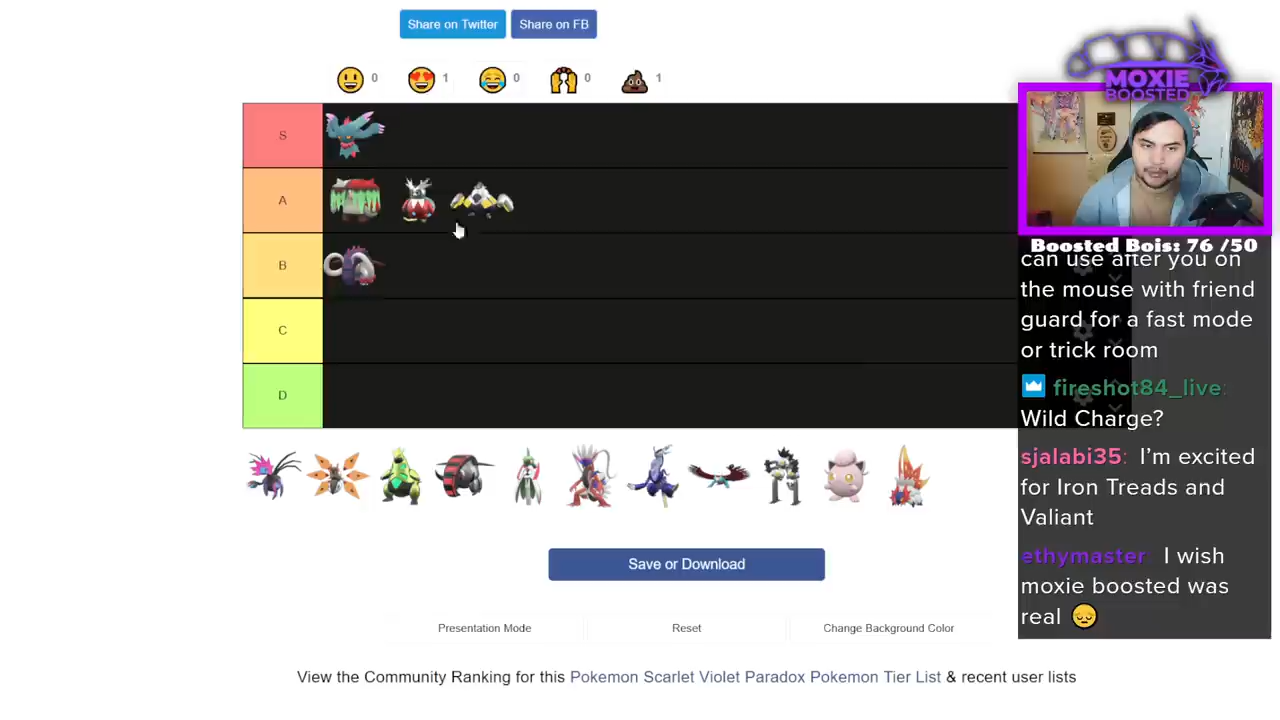 Share on Twitter Share on FB
0 1 0 0 1
MOXIE
BOOSTED
S
A
B
C
D
Boosted Bois: 76 /50
can use after you on
the mouse with friend
guard for a fast mode
or trick room
fireshot84_live:
Wild Charge?
sjalabi35: I'm excited
for Iron Treads and
Valiant
ethymaster: I wish
moxie boosted was
real 😔
Save or Download
Presentation Mode Reset Change Background Color
View the Community Ranking for this Pokemon Scarlet Violet Paradox Pokemon Tier List & recent user lists